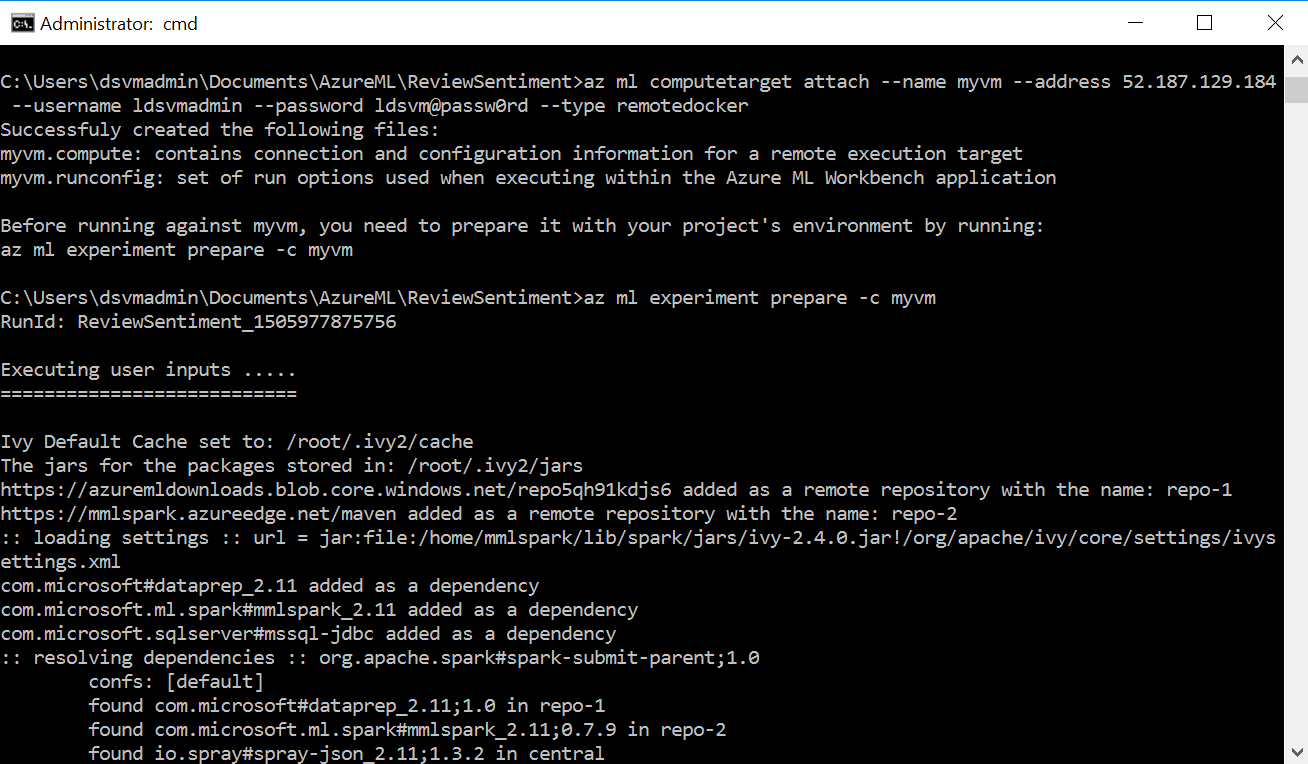 Administrator: cmd
C:\Users\dsvmadmin\Documents\AzureML\ReviewSentiment>az ml computetarget attach --name myvm --address 52.187.129.184
--username ldsvmadmin --password ldsvm@passw0rd --type remotedocker
Successfuly created the following files:
myvm.compute: contains connection and configuration information for a remote execution target
myvm.runconfig: set of run options used when executing within the Azure ML Workbench application
Before running against myvm, you need to prepare it with your project's environment by running:
az ml experiment prepare -c myvm
C:\Users\dsvmadmin\Documents\AzureML\ReviewSentiment>az ml experiment prepare -c myvm
RunId: ReviewSentiment_1505977875756
Executing user inputs .....
===========================
Ivy Default Cache set to: /root/.ivy2/cache
The jars for the packages stored in: /root/.ivy2/jars
https://azuremldownloads.blob.core.windows.net/repo5qh91kdjs6 added as a remote repository with the name: repo-1
https://mmlspark.azureedge.net/maven added as a remote repository with the name: repo-2
:: loading settings :: url = jar:file:/home/mmlspark/lib/spark/jars/ivy-2.4.0.jar!/org/apache/ivy/core/settings/ivys
ettings.xml
com.microsoft#dataprep_2.11 added as a dependency
com.microsoft.ml.spark#mmlspark_2.11 added as a dependency
com.microsoft.sqlserver#mssql-jdbc added as a dependency
:: resolving dependencies :: org.apache.spark#spark-submit-parent;1.0
confs: [default]
found com.microsoft#dataprep_2.11;1.0 in repo-1
found com.microsoft.ml.spark#mmlspark_2.11;0.7.9 in repo-2
found io.spray#spray-json_2.11;1.3.2 in central